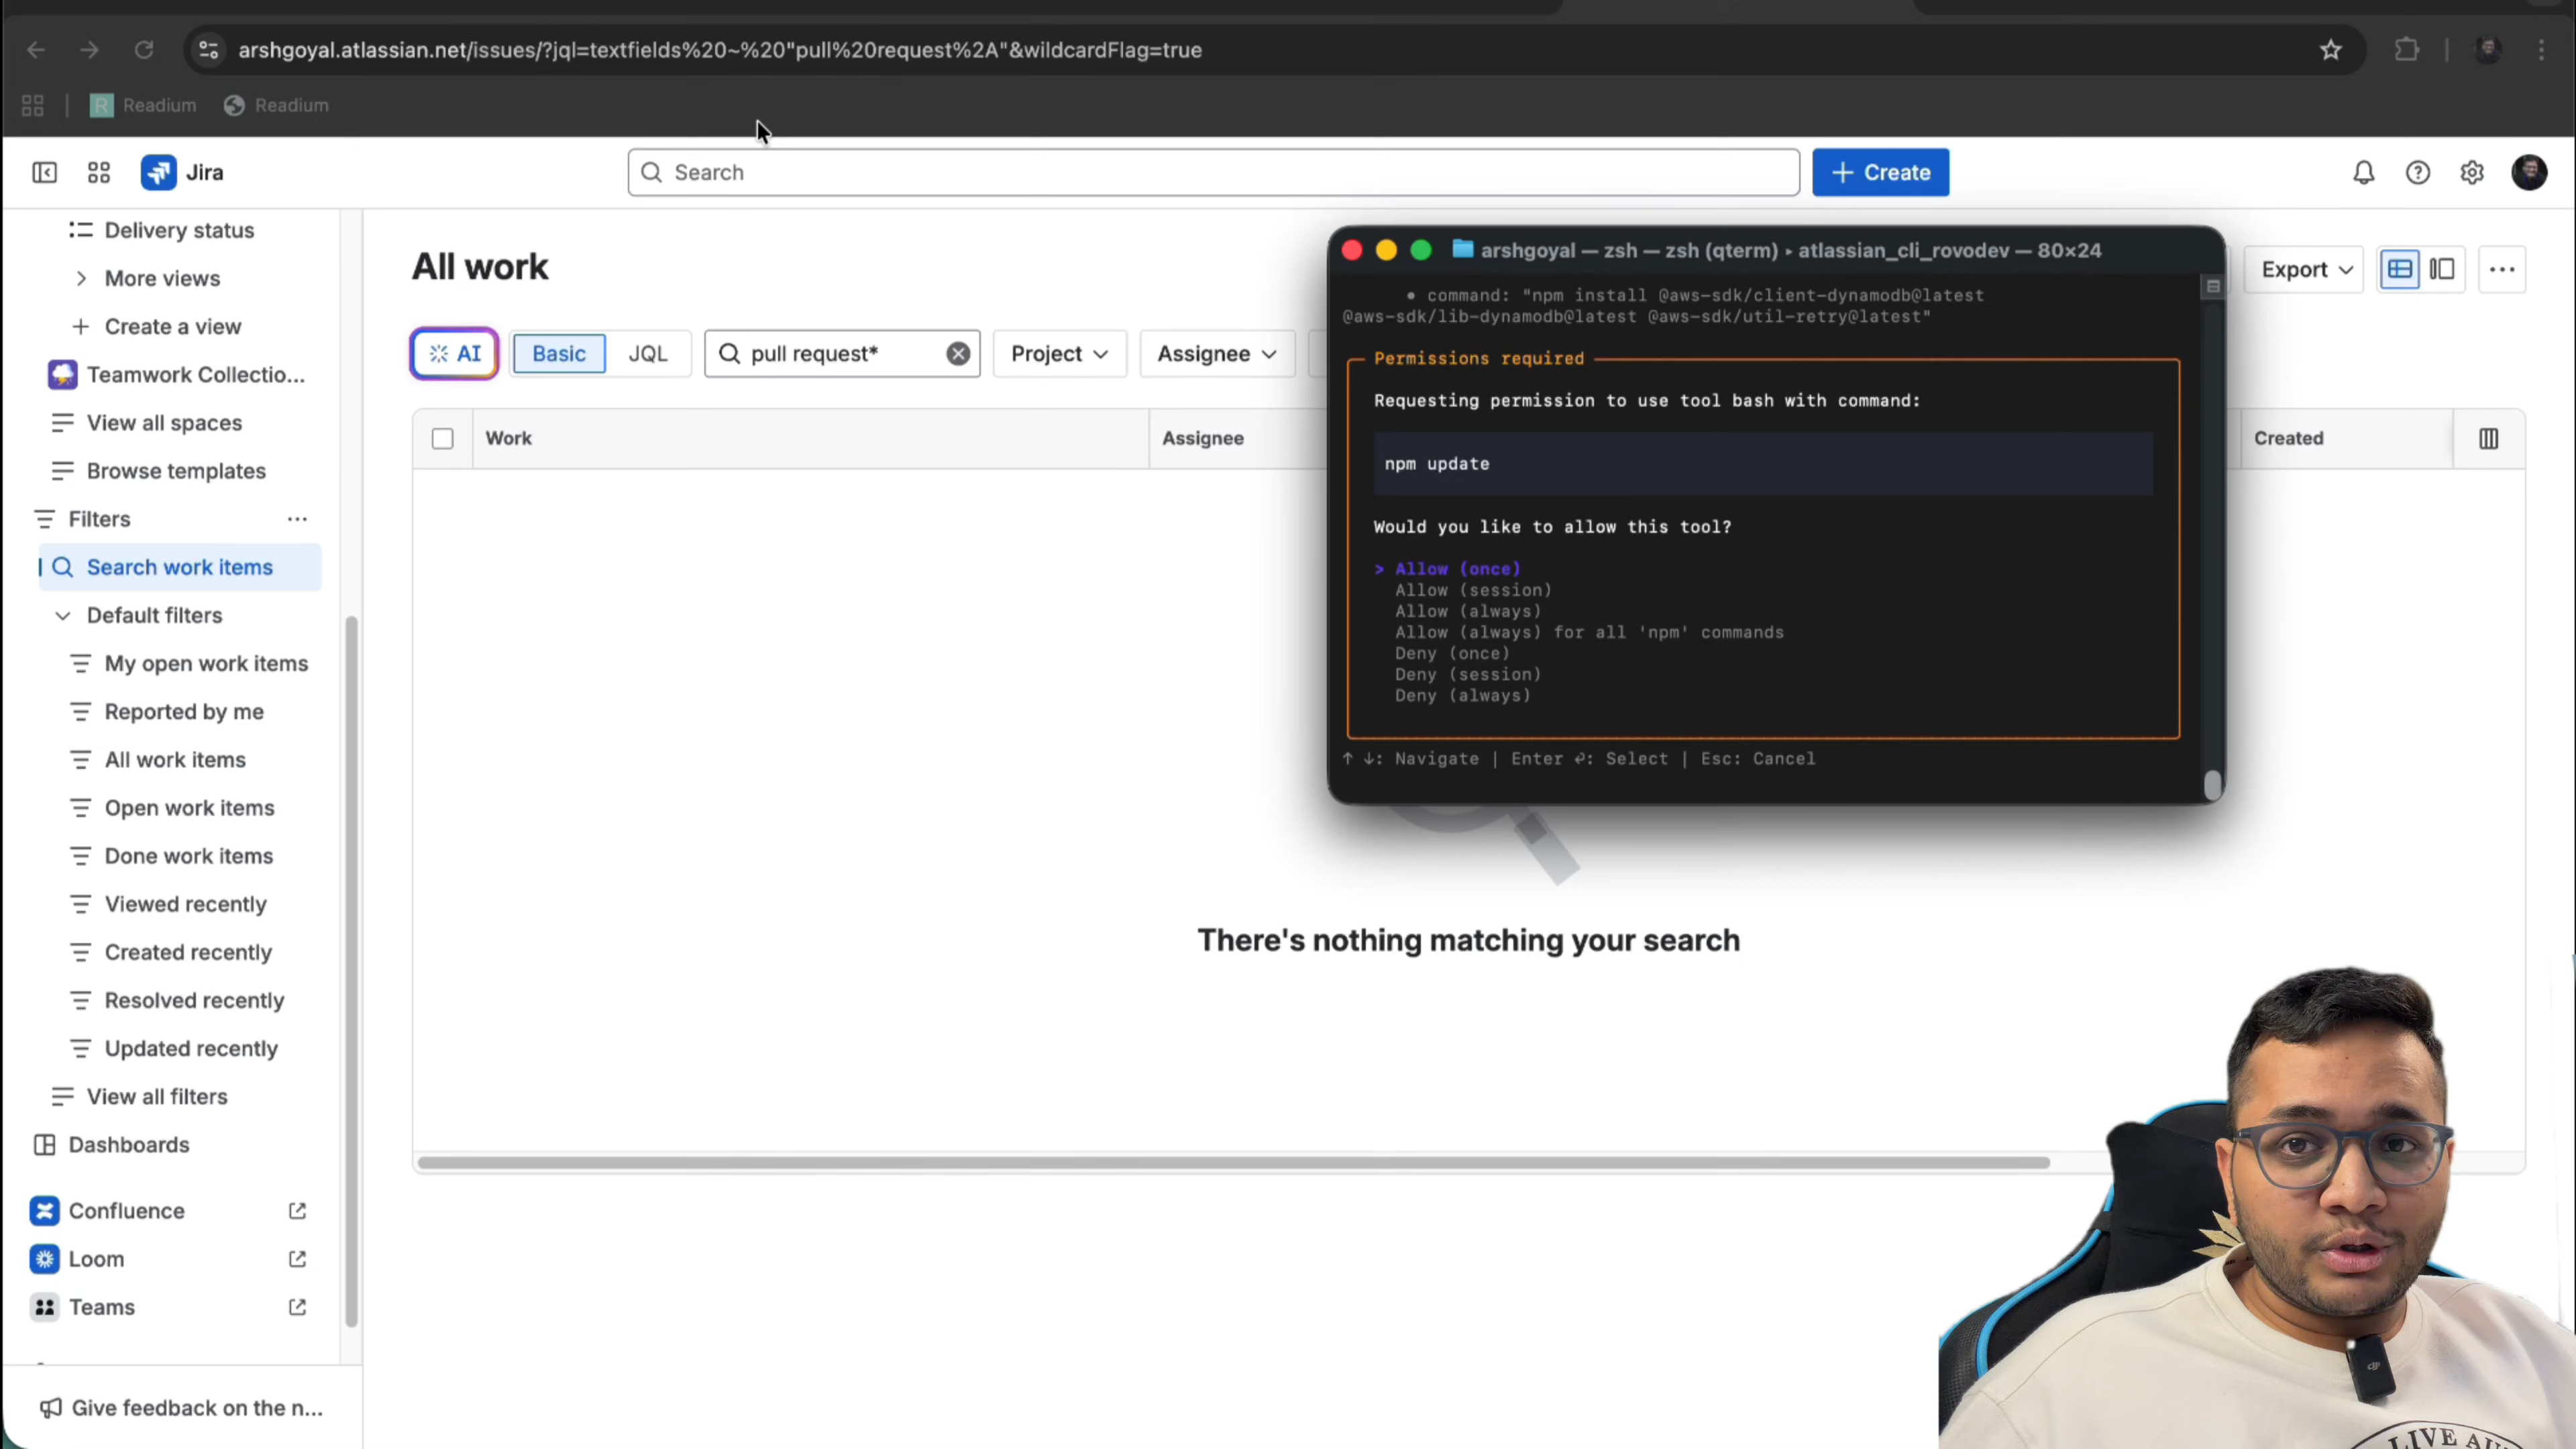 arshgoyal.atlassian.net/issues/?jql=textfields%20~%20"pull%20request%2A"&wildcardFlag=true
R Readium
Readium
Jira
Search
Create
Delivery status
More views
Create a view
Teamwork Collectio...
View all spaces
Browse templates
Filters
Search work items
Default filters
My open work items
Reported by me
All work items
Open work items
Done work items
Viewed recently
Created recently
Resolved recently
Updated recently
View all filters
Dashboards
Confluence
Loom
Teams
Give feedback on the n...
All work
Export
AI
Basic
JQL
pull request*
Project
Assignee
Work
Assignee
Created
There's nothing matching your search
arshgoyal — zsh — zsh (qterm) ▸ atlassian_cli_rovodev — 80×24
• command: "npm install @aws-sdk/client-dynamodb@latest
@aws-sdk/lib-dynamodb@latest @aws-sdk/util-retry@latest"
Permissions required
Requesting permission to use tool bash with command:
npm update
Would you like to allow this tool?
> Allow (once)
Allow (session)
Allow (always)
Allow (always) for all 'npm' commands
Deny (once)
Deny (session)
Deny (always)
↑ ↓: Navigate | Enter ⏎: Select | Esc: Cancel
dji
LIVE